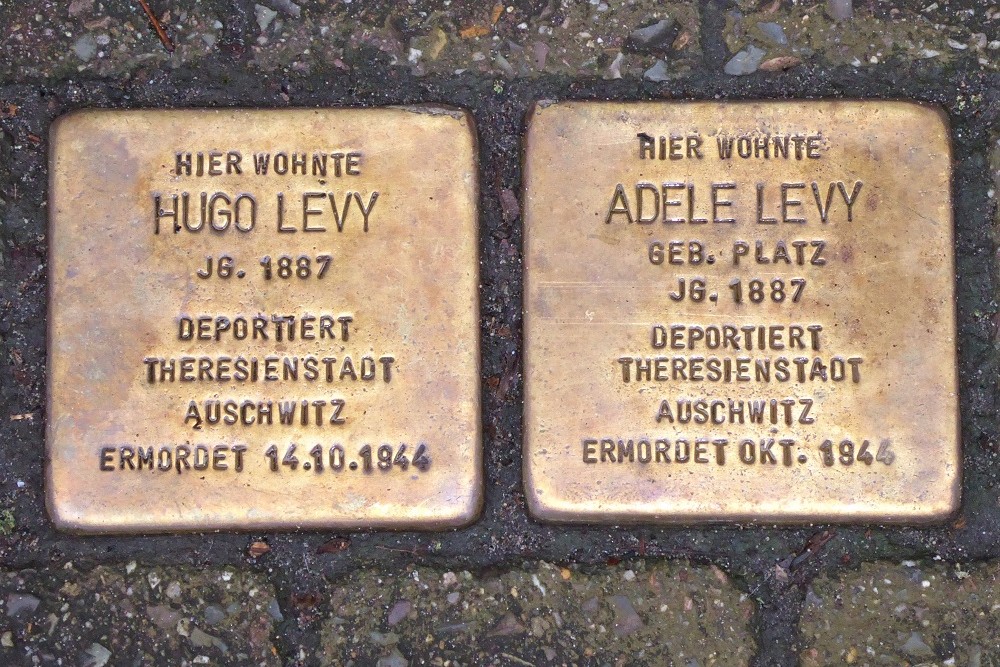 HIER WOHNTE
HUGO LEVY
JG. 1887
DEPORTIERT
THERESIENSTADT
AUSCHWITZ
ERMORDET 14.10.1944
HIER WOHNTE
ADELE LEVY
GEB. PLATZ
JG. 1887
DEPORTIERT
THERESIENSTADT
AUSCHWITZ
ERMORDET OKT. 1944